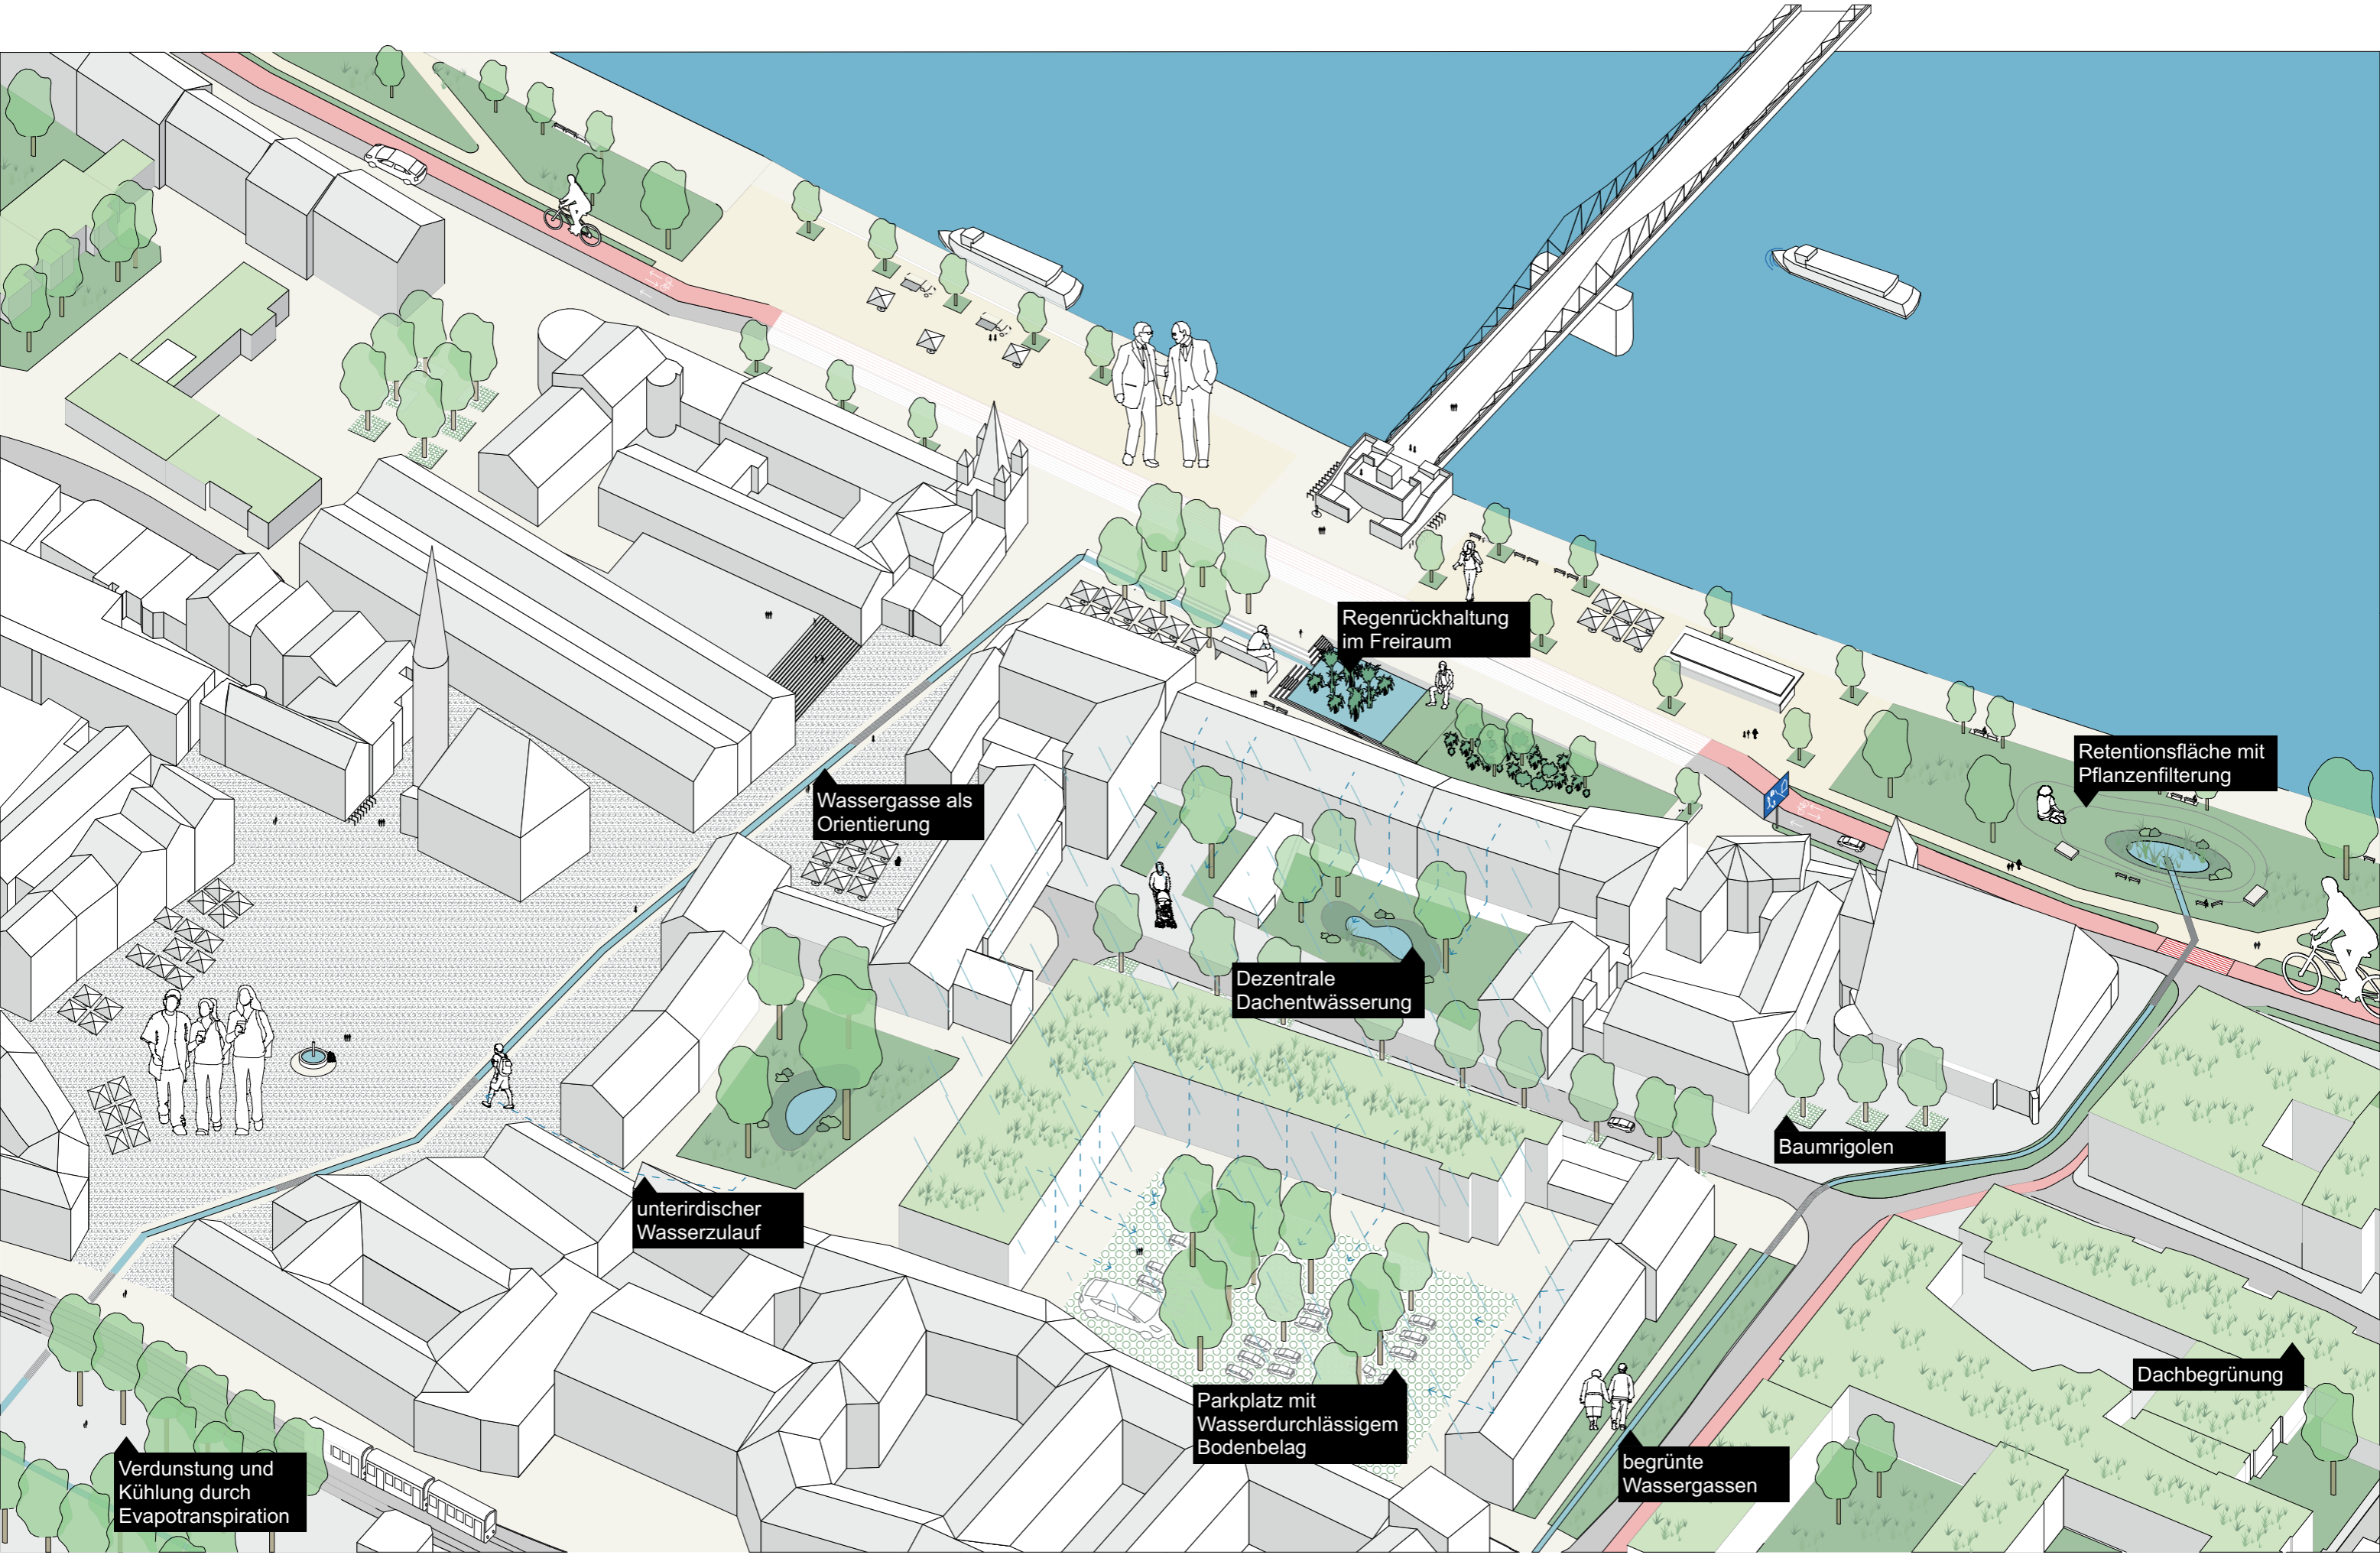 Regenrückhaltung
im Freiraum
Retentionsfläche mit
Pflanzenfilterung
Wassergasse als
Orientierung
Dezentrale
Dachentwässerung
Baumrigolen
unterirdischer
Wasserzulauf
Dachbegrünung
Parkplatz mit
Wasserdurchlässigem
Bodenbelag
begrünte
Wassergassen
Verdunstung und
Kühlung durch
Evapotranspiration